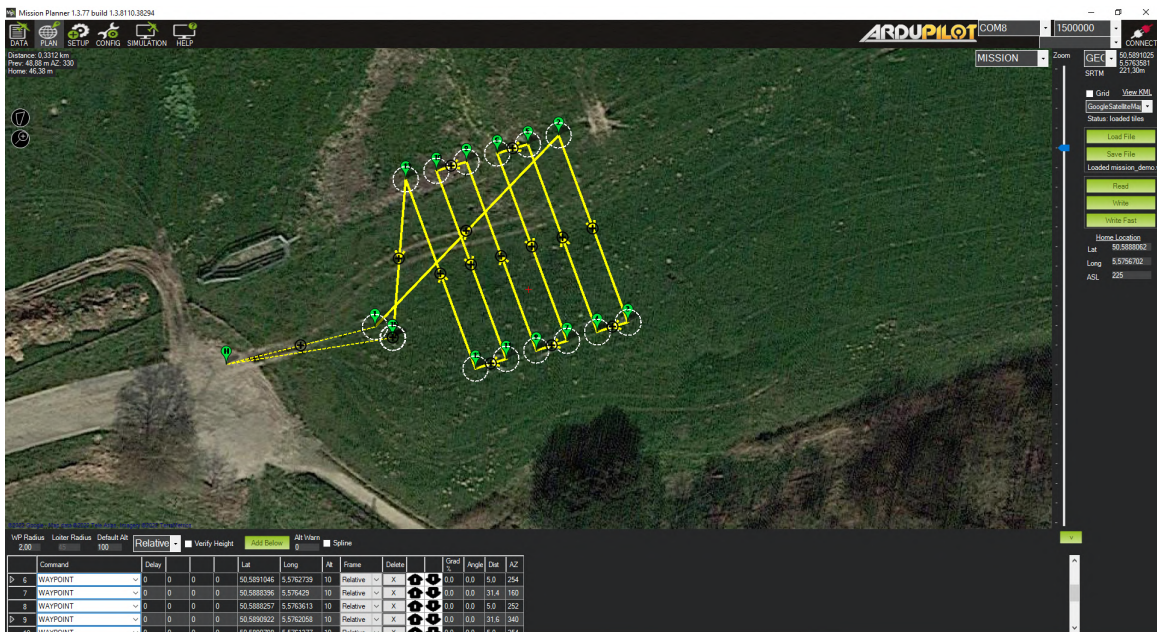 Mission Planner 1.3.77 build 1.3.8110.38294
DATA PLAN SETUP CONFIG SIMULATION HELP
ARDUPILOT COM8 1500000 CONNECT
Distance: 0,3312 km
Prev: 48,88 m AZ: 330
Home: 46,38 m
MISSION
Zoom
GEO
50,5891025
5,5763581
SRTM 221,30m
Grid View KML
GoogleSatelliteMap
Status: loaded tiles
Load File
Save File
Loaded mission_demo.
Read
Write
Write Fast
Home Location
Lat 50,5888062
Long 5,5756702
ASL 225
H
WP Radius Loiter Radius Default Alt Alt Warn
2,00 100 Relative Verify Height Add Below 0 Spline
Command Delay Lat Long Alt Frame Delete Grad % Angle Dist AZ
6 WAYPOINT 0 0 0 0 50,5891046 5,5762739 10 Relative X 0,0 0,0 5,0 254
7 WAYPOINT 0 0 0 0 50,5888396 5,576429 10 Relative X 0,0 0,0 31,4 160
8 WAYPOINT 0 0 0 0 50,5888257 5,5763613 10 Relative X 0,0 0,0 5,0 252
9 WAYPOINT 0 0 0 0 50,5890922 5,5762058 10 Relative X 0,0 0,0 31,6 340